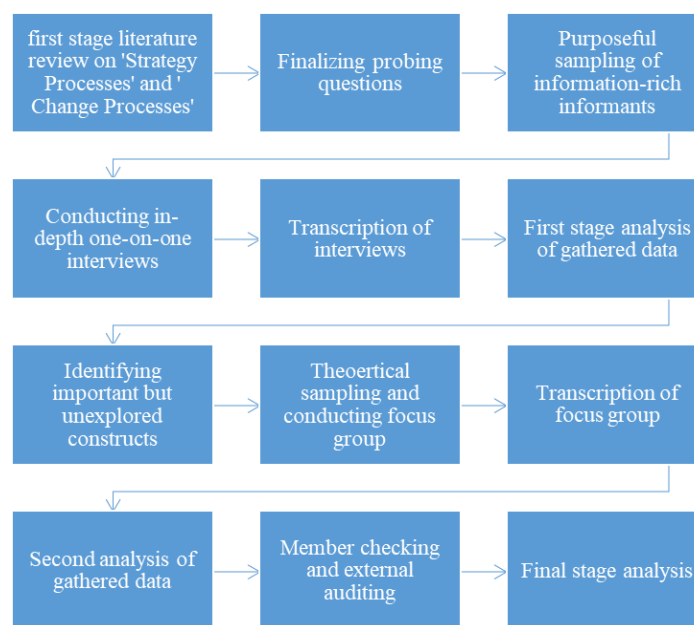 first stage literature
review on 'Strategy
Processes' and '
Change Processes'
Finalizing probing
questions
Purposeful
sampling of
information-rich
informants
Conducting in-
depth one-on-one
interviews
Transcription of
interviews
First stage analysis
of gathered data
Identifying
important but
unexplored
constructs
Theoertical
sampling and
conducting focus
group
Transcription of
focus group
Second analysis of
gathered data
Member checking
and external
auditing
Final stage analysis